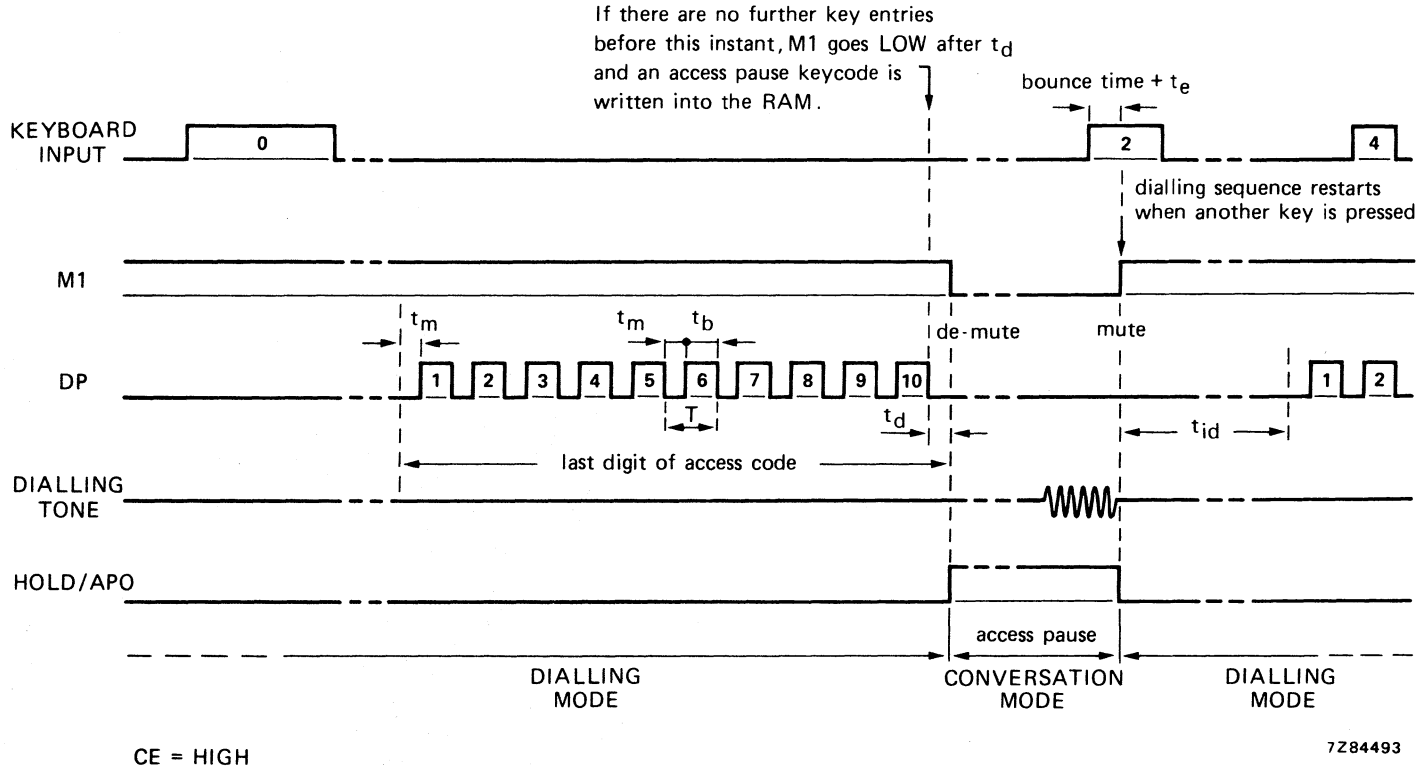 If there are no further key entries
before this instant, M1 goes LOW after td
and an access pause keycode is
written into the RAM.
bounce time + te
KEYBOARD
INPUT
0
2
4
dialling sequence restarts
when another key is pressed
M1
tm
tm
tb
de-mute
mute
DP
1
2
3
4
5
6
7
8
9
10
1
2
T
td
tid
last digit of access code
DIALLING
TONE
HOLD/APO
access pause
DIALLING
MODE
CONVERSATION
MODE
DIALLING
MODE
CE = HIGH
7Z84493